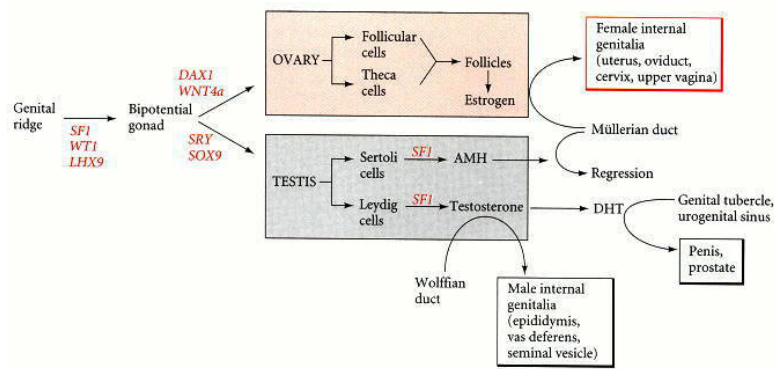 Genital
ridge
SF1
WT1
LHX9
Bipotential
gonad
DAX1
WNT4a
SRY
SOX9
OVARY
Follicular
cells
Theca
cells
Follicles
Estrogen
Female internal
genitalia
(uterus, oviduct,
cervix, upper vagina)
Müllerian duct
Regression
TESTIS
Sertoli
cells
SF1
AMH
Leydig
cells
SF1
Testosterone
DHT
Genital tubercle,
urogenital sinus
Penis,
prostate
Wolffian
duct
Male internal
genitalia
(epididymis,
vas deferens,
seminal vesicle)